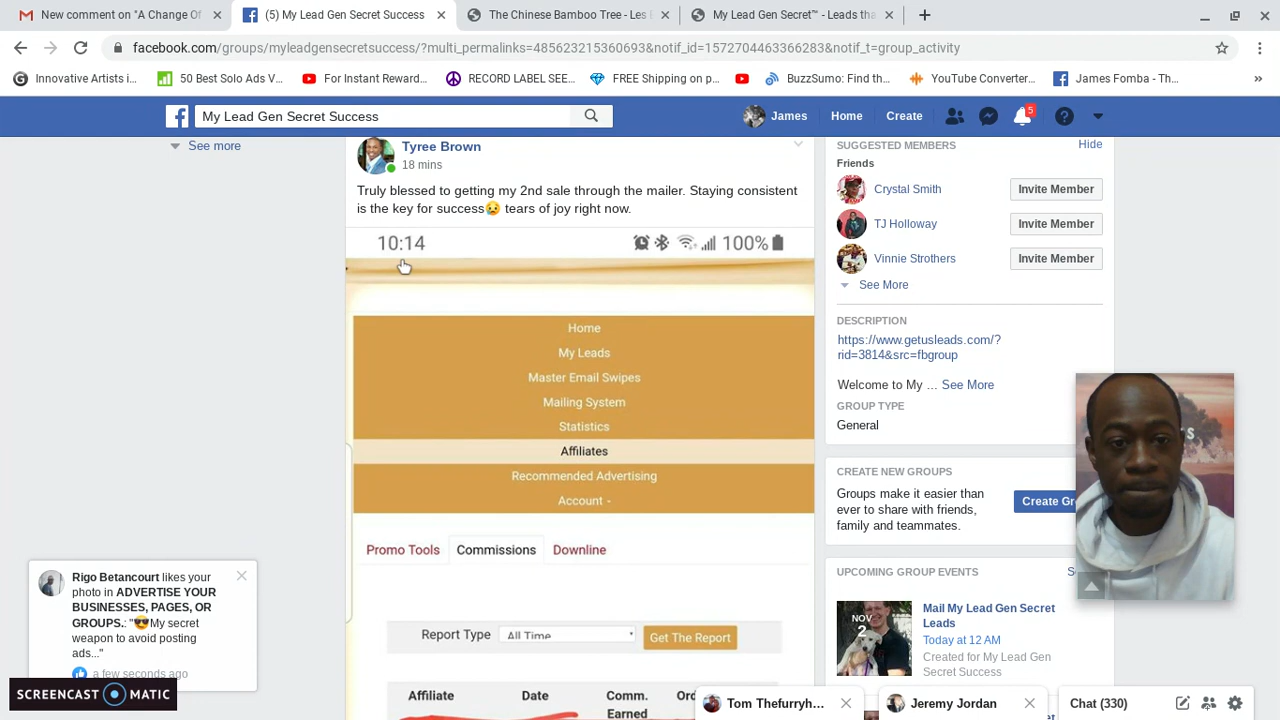 New comment on "A Change Of
(5) My Lead Gen Secret Success
The Chinese Bamboo Tree - Les
My Lead Gen Secret™ - Leads tha
facebook.com/groups/myleadgensecretsuccess/?multi_permalinks=485623215360693&notif_id=1572704463366283&notif_t=group_activity
Innovative Artists i...
50 Best Solo Ads V...
For Instant Reward...
RECORD LABEL SEE...
FREE Shipping on p...
BuzzSumo: Find th...
YouTube Converter...
James Fomba - Th...
»
My Lead Gen Secret Success
James
Home
Create
5
See more
Tyree Brown
18 mins
Truly blessed to getting my 2nd sale through the mailer. Staying consistent
is the key for success😥 tears of joy right now.
10:14
100%
Home
My Leads
Master Email Swipes
Mailing System
Statistics
Affiliates
Recommended Advertising
Account -
Promo Tools
Commissions
Downline
Report Type
All Time
Get The Report
Affiliate
Date
Comm.
Earned
SUGGESTED MEMBERS
Hide
Friends
Crystal Smith
Invite Member
TJ Holloway
Invite Member
Vinnie Strothers
Invite Member
See More
DESCRIPTION
https://www.getusleads.com/?
rid=3814&src=fbgroup
Welcome to My ... See More
GROUP TYPE
General
CREATE NEW GROUPS
Groups make it easier than
ever to share with friends,
family and teammates.
Create Gr
UPCOMING GROUP EVENTS
NOV
2
Mail My Lead Gen Secret
Leads
Today at 12 AM
Created for My Lead Gen
Secret Success
Rigo Betancourt likes your
photo in ADVERTISE YOUR
BUSINESSES, PAGES, OR
GROUPS.: "😎My secret
weapon to avoid posting
ads..."
a few seconds ago
SCREENCAST MATIC
Tom Thefurryh...
Jeremy Jordan
Chat (330)